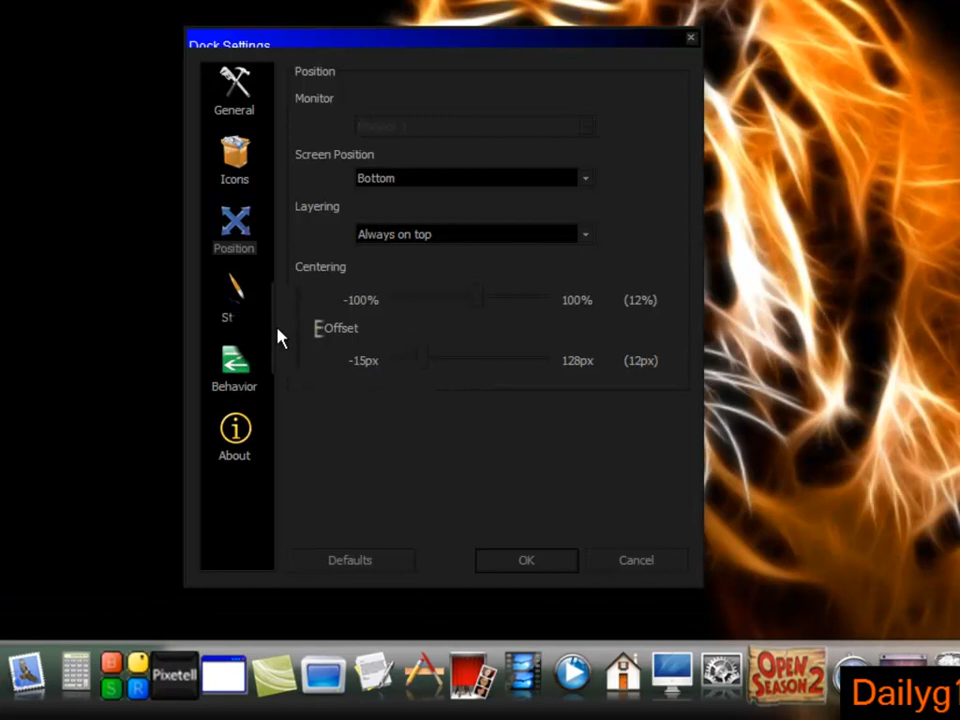 Dock Settings
General
Icons
Position
St
Behavior
About
Position
Monitor
Screen Position
Bottom
Layering
Always on top
Centering
-100% 100% (12%)
Offset
-15px 128px (12px)
Defaults OK Cancel
B
S R
Pixetell
OPEN
SEASON 2
Dailyg1